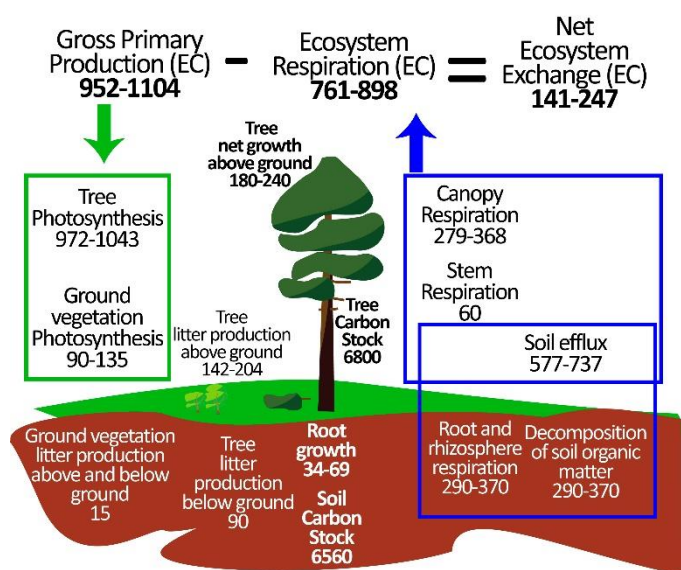 Gross Primary
Production (EC)
952-1104
-
Ecosystem
Respiration (EC)
761-898
=
Net
Ecosystem
Exchange (EC)
141-247
Tree
net growth
above ground
180-240
Tree
Photosynthesis
972-1043
Ground
vegetation
Photosynthesis
90-135
Tree
litter production
above ground
142-204
Tree
Carbon
Stock
6800
Canopy
Respiration
279-368
Stem
Respiration
60
Soil efflux
577-737
Ground vegetation
litter production
above and below
ground
15
Tree
litter
production
below ground
90
Root
growth
34-69
Soil
Carbon
Stock
6560
Root and
rhizosphere
respiration
290-370
Decomposition
of soil organic
matter
290-370